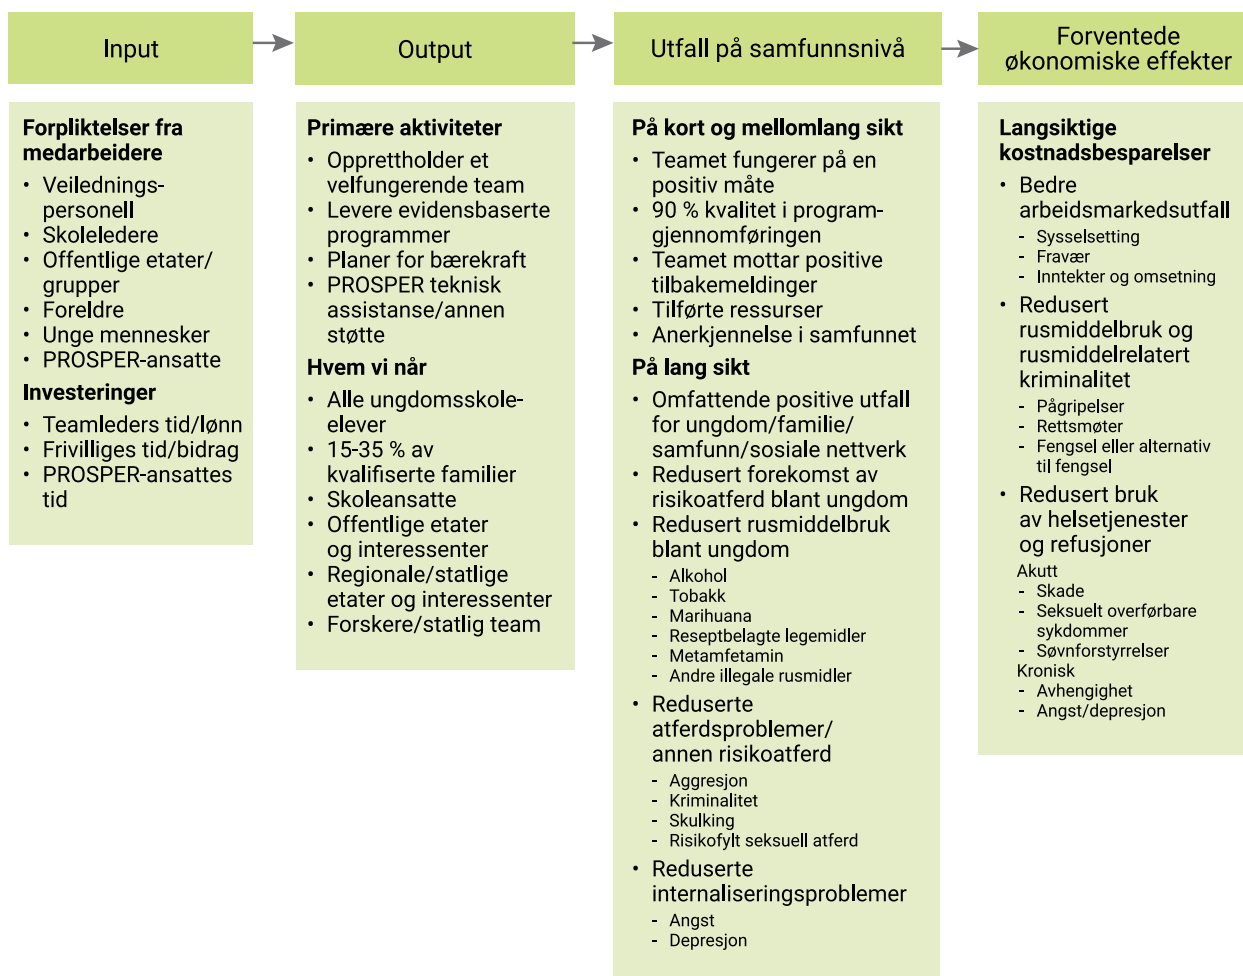 Input
Output
Utfall på samfunnsnivå
Forventede
økonomiske effekter
Forpliktelser fra
medarbeidere
• Veilednings-
personell
• Skoleledere
• Offentlige etater/
grupper
• Foreldre
• Unge mennesker
• PROSPER-ansatte
Investeringer
• Teamleders tid/lønn
• Frivilliges tid/bidrag
• PROSPER-ansattes
tid
Primære aktiviteter
• Opprettholder et
velfungerende team
• Levere evidensbaserte
programmer
• Planer for bærekraft
• PROSPER teknisk
assistanse/annen
støtte
Hvem vi når
• Alle ungdomsskole-
elever
• 15-35 % av
kvalifiserte familier
• Skoleansatte
• Offentlige etater
og interessenter
• Regionale/statlige
etater og interessenter
• Forskere/statlig team
På kort og mellomlang sikt
• Teamet fungerer på en
positiv måte
• 90 % kvalitet i program-
gjennomføringen
• Teamet mottar positive
tilbakemeldinger
• Tilførte ressurser
• Anerkjennelse i samfunnet
På lang sikt
• Omfattende positive utfall
for ungdom/familie/
samfunn/sosiale nettverk
• Redusert forekomst av
risikoatferd blant ungdom
• Redusert rusmiddelbruk
blant ungdom
- Alkohol
- Tobakk
- Marihuana
- Reseptbelagte legemidler
- Metamfetamin
- Andre illegale rusmidler
• Reduserte
atferdsproblemer/
annen risikoatferd
- Aggresjon
- Kriminalitet
- Skulking
- Risikofylt seksuell atferd
• Reduserte
internaliseringsproblemer
- Angst
- Depresjon
Langsiktige
kostnadsbesparelser
• Bedre
arbeidsmarkedsutfall
- Sysselsetting
- Fravær
- Inntekter og omsetning
• Redusert
rusmiddelbruk og
rusmiddelrelatert
kriminalitet
- Pågripelser
- Rettsmøter
- Fengsel eller alternativ
til fengsel
• Redusert bruk
av helsetjenester
og refusjoner
Akutt
- Skade
- Seksuelt overførbare
sykdommer
- Søvnforstyrrelser
Kronisk
- Avhengighet
- Angst/depresjon